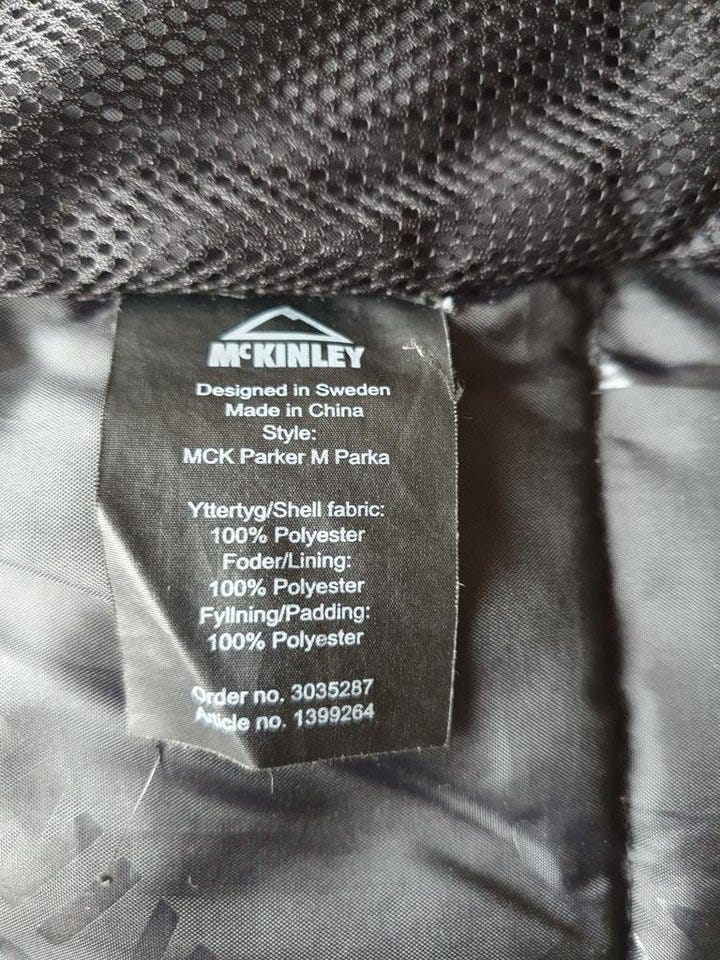 McKINLEY
Designed in Sweden
Made in China
Style:
MCK Parker M Parka
Yttertyg/Shell fabric:
100% Polyester
Foder/Lining:
100% Polyester
Fyllning/Padding:
100% Polyester
Order no. 3035287
Article no. 1399264